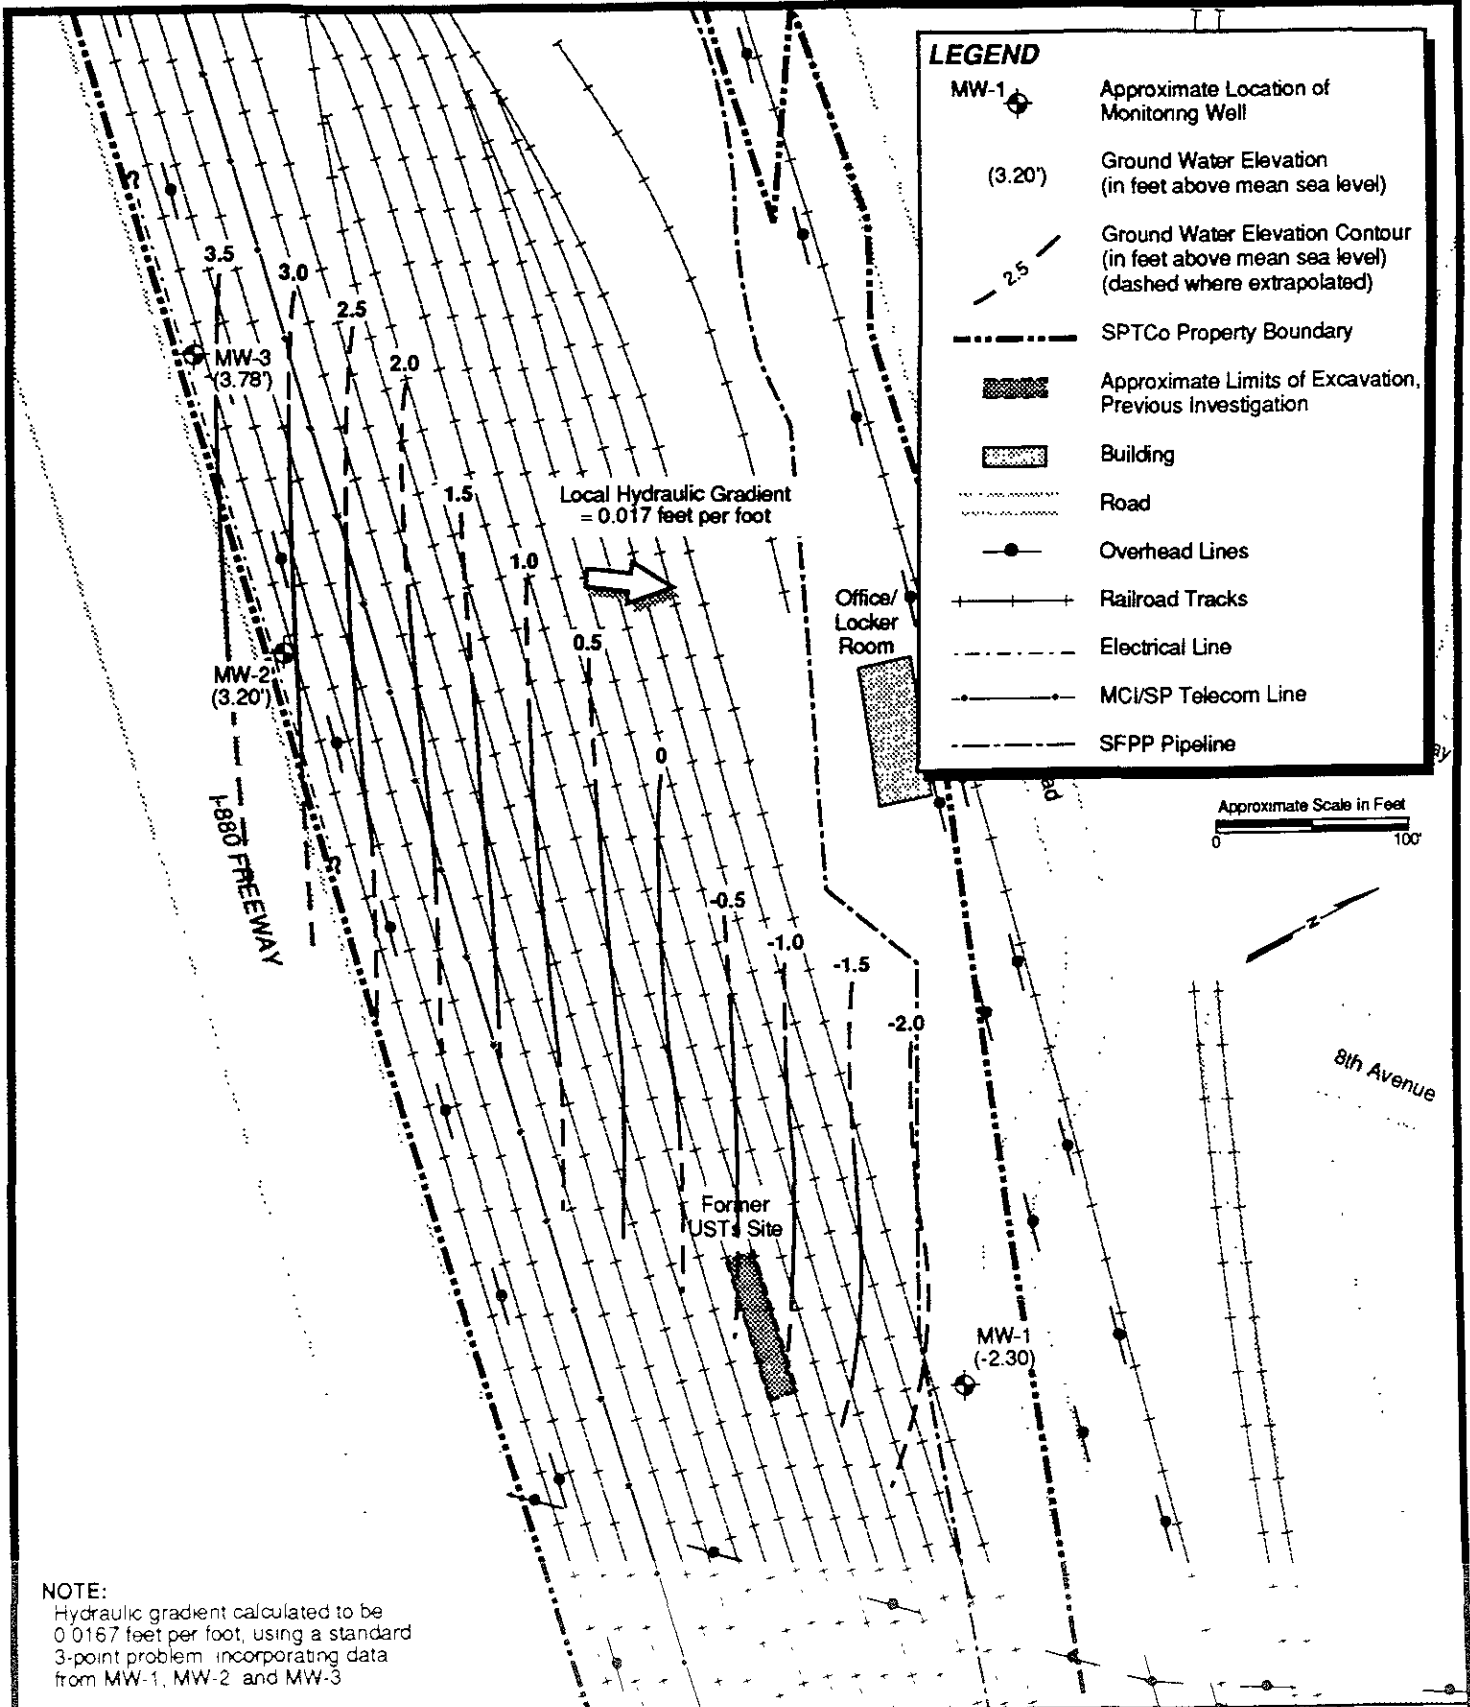 LEGEND
MW-1
Approximate Location of
Monitoring Well
(3.20')
Ground Water Elevation
(in feet above mean sea level)
2.5
Ground Water Elevation Contour
(in feet above mean sea level)
(dashed where extrapolated)
SPTCo Property Boundary
Approximate Limits of Excavation,
Previous Investigation
Building
Road
Overhead Lines
Railroad Tracks
Electrical Line
MCI/SP Telecom Line
SFPP Pipeline
Approximate Scale in Feet
0 100'
N
8th Avenue
3.5
3.0
2.5
2.0
1.5
1.0
0.5
0
-0.5
-1.0
-1.5
-2.0
MW-3
(3.78')
Local Hydraulic Gradient
= 0.017 feet per foot
Office/
Locker
Room
MW-2
(3.20')
I-880 FREEWAY
Former
USTs Site
MW-1
(-2.30)
NOTE:
Hydraulic gradient calculated to be
0.0167 feet per foot, using a standard
3-point problem incorporating data
from MW-1, MW-2 and MW-3